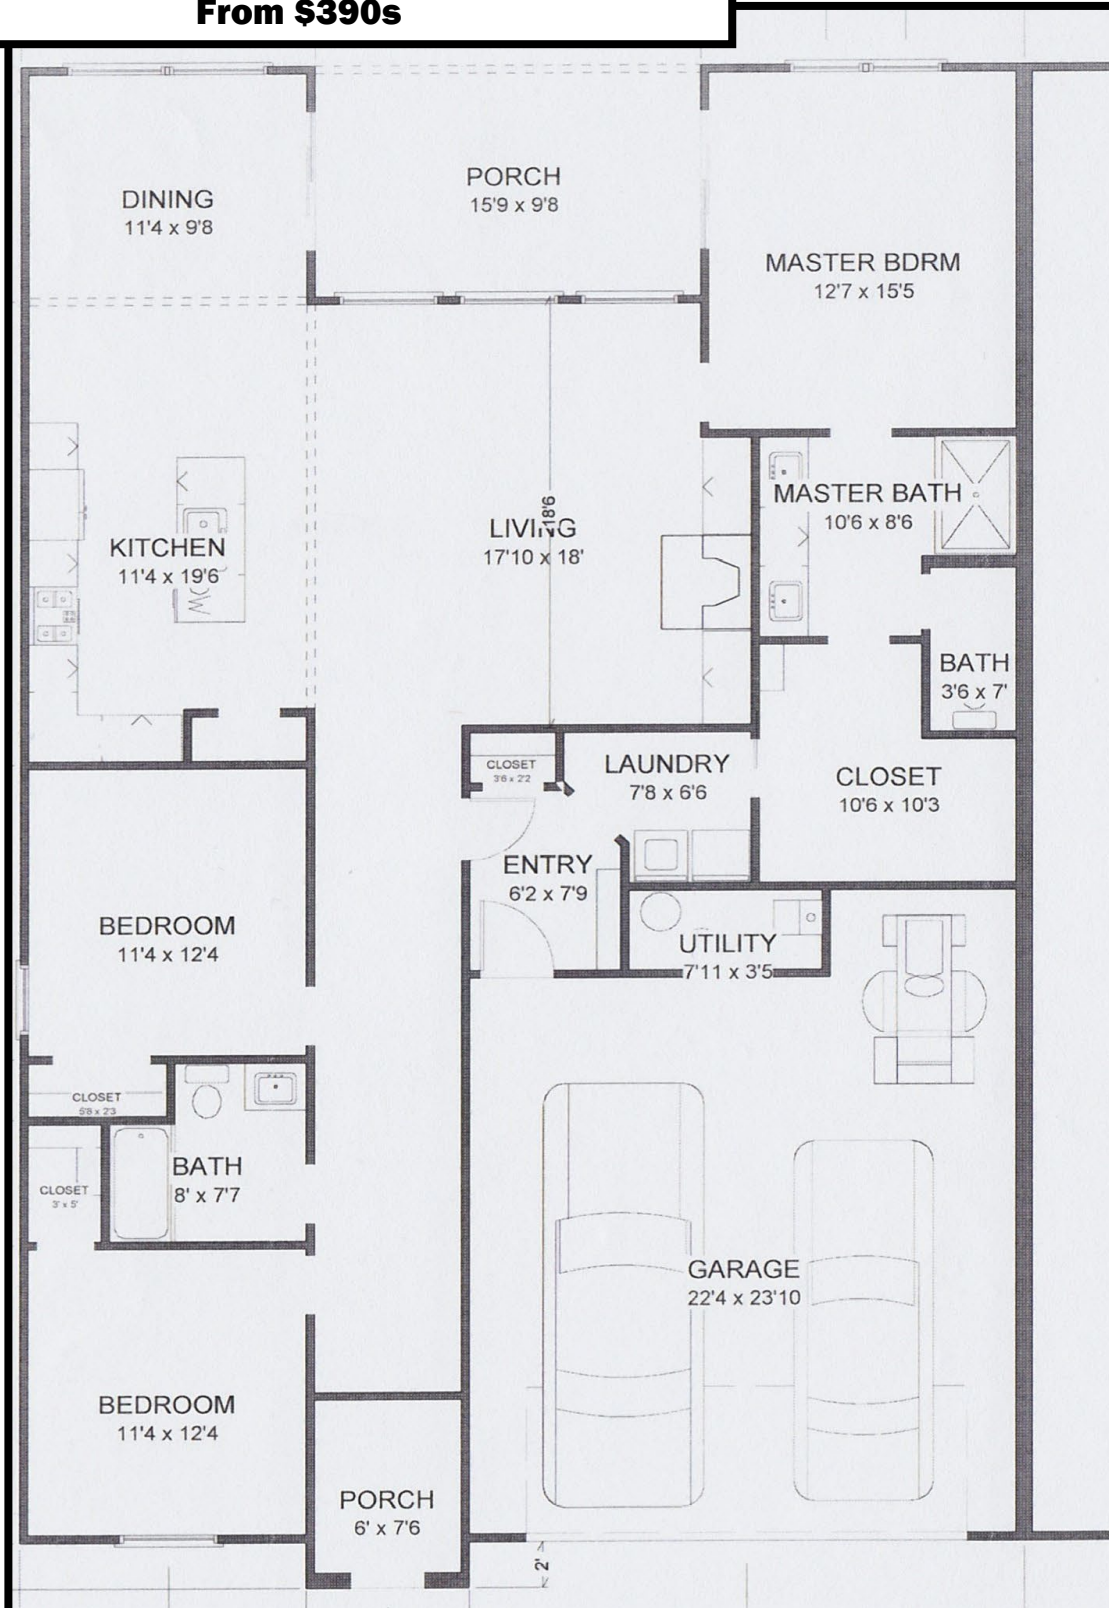 From $390s
DINING
11'4 x 9'8
PORCH
15'9 x 9'8
MASTER BDRM
12'7 x 15'5
KITCHEN
11'4 x 19'6
LIVING
17'10 x 18'
18'6
MASTER BATH
10'6 x 8'6
BATH
3'6 x 7'
CLOSET
3'6 x 2'2
LAUNDRY
7'8 x 6'6
CLOSET
10'6 x 10'3
ENTRY
6'2 x 7'9
BEDROOM
11'4 x 12'4
UTILITY
7'11 x 3'5
CLOSET
5'8 x 2'3
BATH
8' x 7'7
CLOSET
3' x 5'
GARAGE
22'4 x 23'10
BEDROOM
11'4 x 12'4
PORCH
6' x 7'6
2'